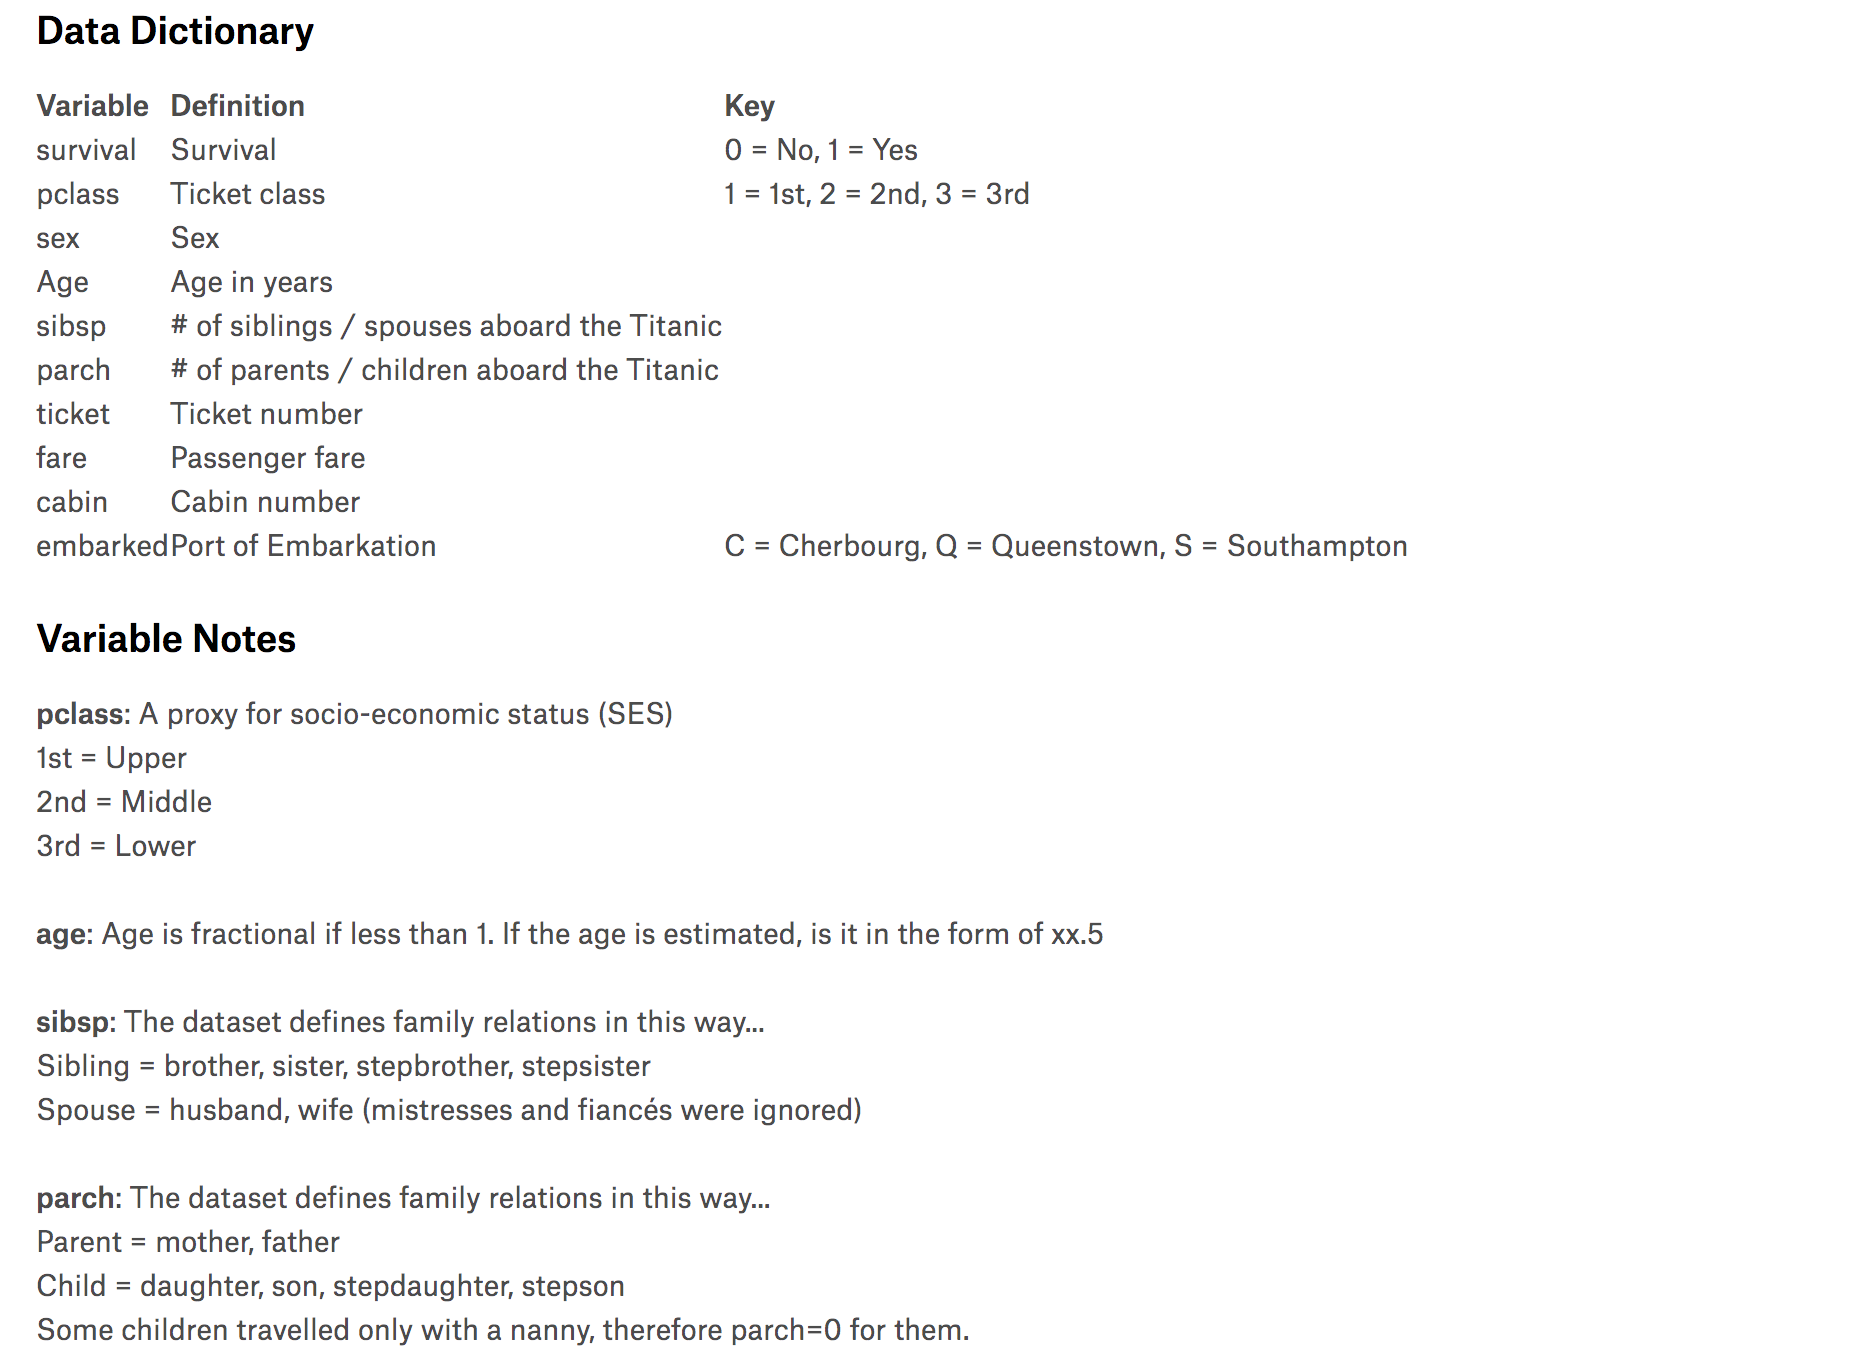 Data Dictionary
Variable Definition Key
survival Survival 0 = No, 1 = Yes
pclass Ticket class 1 = 1st, 2 = 2nd, 3 = 3rd
sex Sex
Age Age in years
sibsp # of siblings / spouses aboard the Titanic
parch # of parents / children aboard the Titanic
ticket Ticket number
fare Passenger fare
cabin Cabin number
embarked Port of Embarkation C = Cherbourg, Q = Queenstown, S = Southampton
Variable Notes
pclass: A proxy for socio-economic status (SES)
1st = Upper
2nd = Middle
3rd = Lower
age: Age is fractional if less than 1. If the age is estimated, is it in the form of xx.5
sibsp: The dataset defines family relations in this way...
Sibling = brother, sister, stepbrother, stepsister
Spouse = husband, wife (mistresses and fiancés were ignored)
parch: The dataset defines family relations in this way...
Parent = mother, father
Child = daughter, son, stepdaughter, stepson
Some children travelled only with a nanny, therefore parch=0 for them.